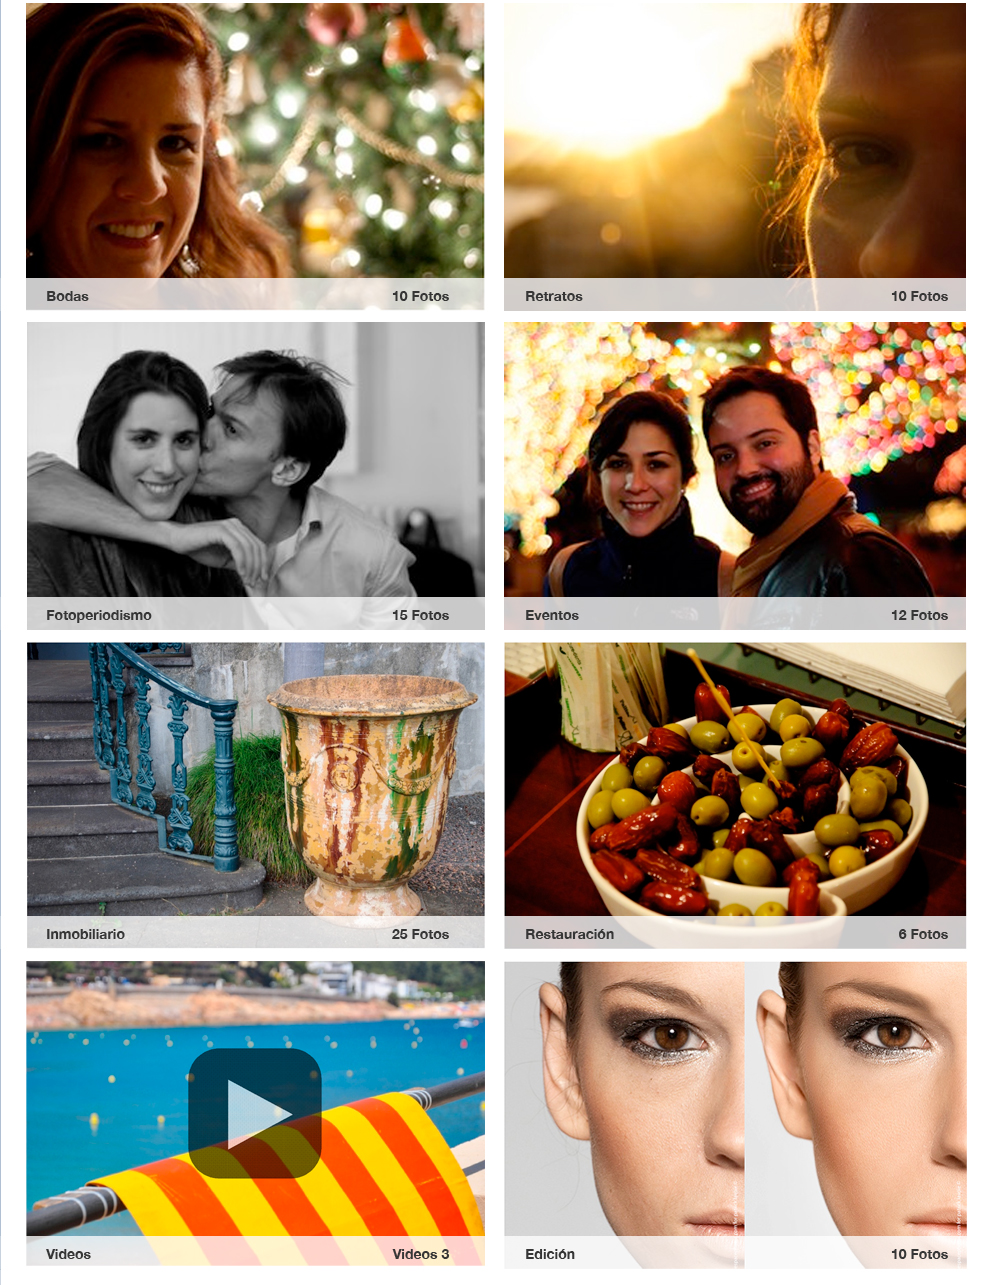 Bodas 10 Fotos
Retratos 10 Fotos
Fotoperiodismo 15 Fotos
Eventos 12 Fotos
Inmobiliario 25 Fotos
Restauración 6 Fotos
Videos Videos 3
Edición 10 Fotos